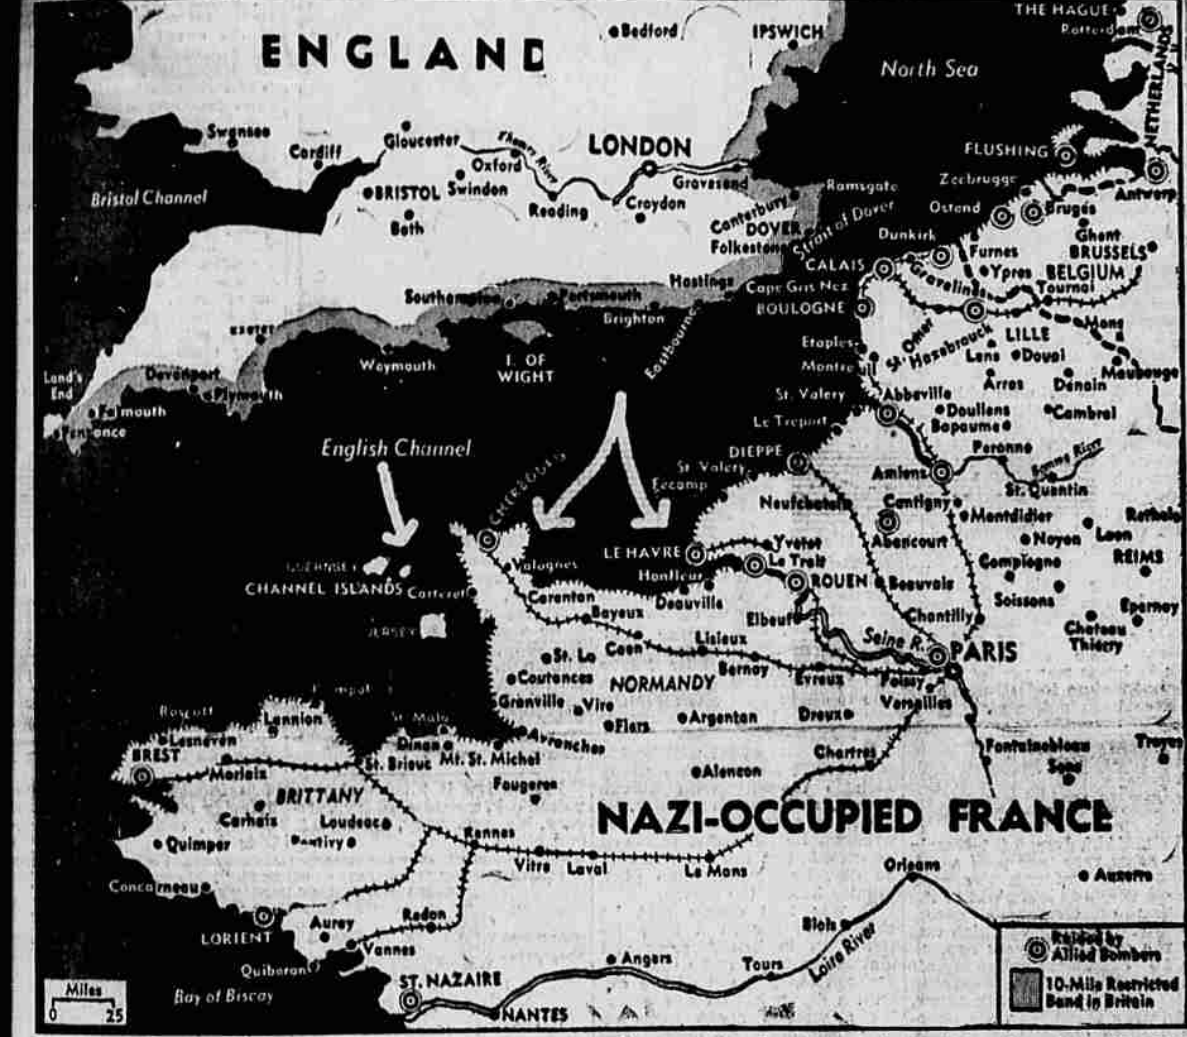 ENGLAND
Bedford
IPSWICH
THE HAGUE
Rotterdam
North Sea
NETHERLANDS
Swansea
Cardiff
Gloucester
Oxford
Thames River
LONDON
Gravesend
FLUSHING
Zeebrugge
Antwerp
Bristol Channel
BRISTOL
Swindon
Reading
Croydon
Canterbury
Ramsgate
Ostend
Bruges
Bath
DOVER
Folkestone
Strait of Dover
Dunkirk
Furnes
Ghent
BRUSSELS
CALAIS
Gravelines
Ypres
BELGIUM
Tournai
Southampton
Portsmouth
Hastings
Cape Gris Nez
BOULOGNE
Brighton
Eastbourne
St. Omer
Hazebrouck
LILLE
Mons
Exeter
Weymouth
I. OF
WIGHT
Etaples
Montreuil
Lens
Douai
Maubeuge
Arras
Denain
Land's
End
Devonport
Plymouth
Falmouth
Penzance
St. Valery
Abbeville
Le Treport
Doullens
Bapaume
Cambrai
English Channel
DIEPPE
St. Valery
Fecamp
Peronne
Somme River
Amiens
St. Quentin
CHERBOURG
Neufchatel
Cantigny
Montdidier
Abancourt
Noyon
Laon
Rethel
LE HAVRE
Yvetot
Le Trait
ROUEN
Beauvais
Compiegne
REIMS
Soissons
GUERNSEY
CHANNEL ISLANDS
Carteret
Valognes
Honfleur
Deauville
Carentan
Bayeux
Elbeuf
Chantilly
Epernay
Chateau
Thierry
JERSEY
Caen
Lisieux
Seine R.
PARIS
St. Lo
Bernay
Evreux
Poissy
Versailles
Coutances
NORMANDY
Granville
Vire
Flers
Argentan
Dreux
Roscoff
Lannion
St. Malo
Avranches
Lesneven
BREST
Morlaix
St. Brieuc
Dinan
Mt. St. Michel
Chartres
Fontainebleau
Sens
Troyes
Fougeres
Alencon
BRITTANY
Carhaix
Loudeac
NAZI-OCCUPIED FRANCE
Quimper
Pontivy
Rennes
Vitre
Laval
Le Mans
Orleans
Auxerre
Concarneau
LORIENT
Auray
Redon
Vannes
Blois
Loire River
Quiberon
Angers
Tours
Bay of Biscay
ST. NAZAIRE
NANTES
Miles
0 25
Raided by
Allied Bombers
10-Mile Restricted
Band in Britain